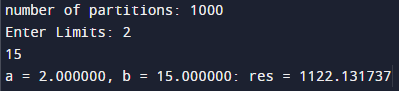 number of partitions: 1000
Enter Limits: 2
15
a = 2.000000, b = 15.000000: res = 1122.131737